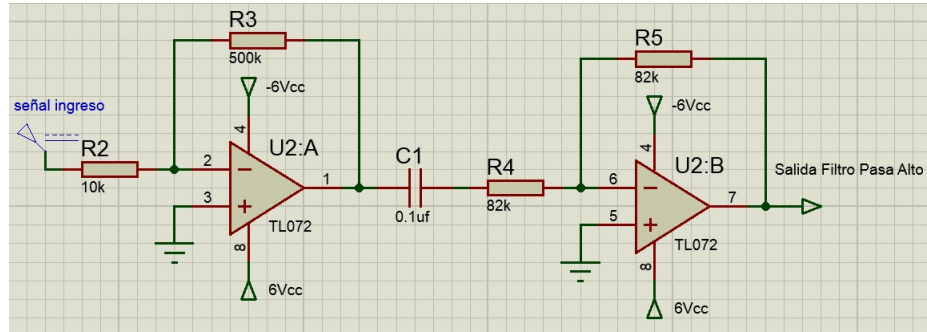 R3
500k
-6Vcc
señal ingreso
R2
10k
4
2
3
1
8
U2:A
TL072
6Vcc
C1
0.1uf
R4
82k
R5
82k
-6Vcc
4
6
5
7
8
U2:B
TL072
6Vcc
Salida Filtro Pasa Alto